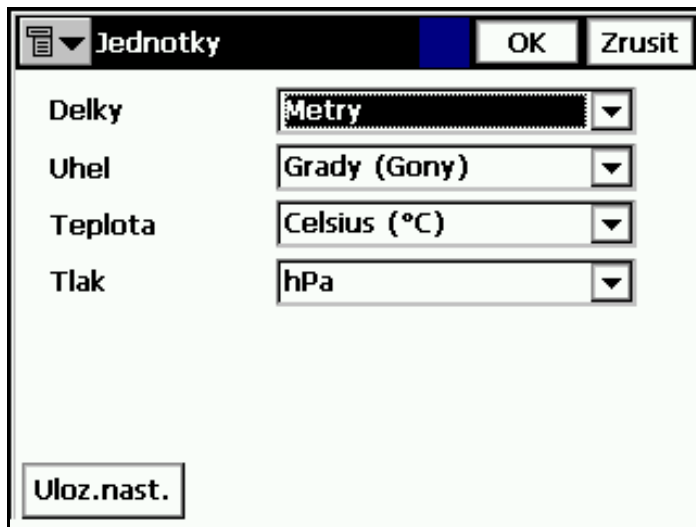 Jednotky OK Zrusit
Delky Metry
Uhel Grady (Gony)
Teplota Celsius (°C)
Tlak hPa
Uloz.nast.